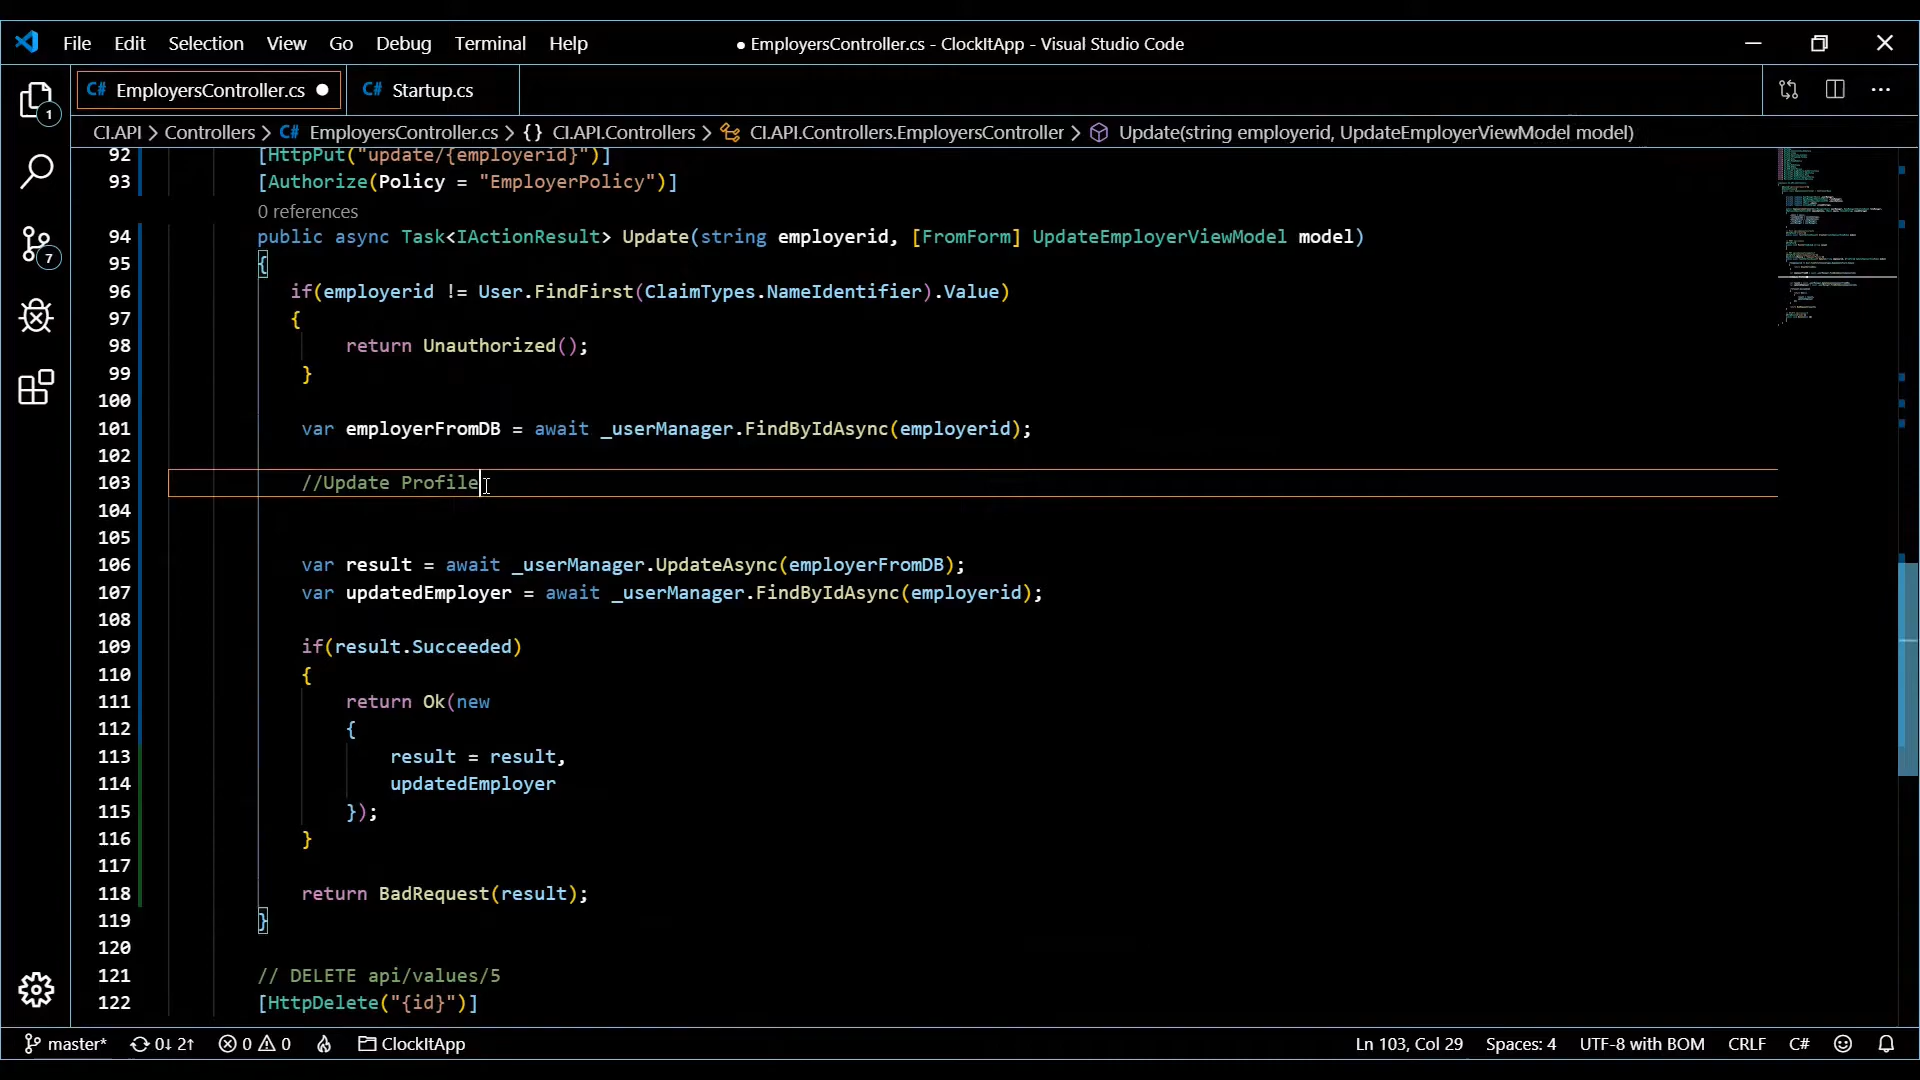 File Edit Selection View Go Debug Terminal Help ● EmployersController.cs - ClockItApp - Visual Studio Code
C# EmployersController.cs ● C# Startup.cs
CI.API > Controllers > C# EmployersController.cs > {} CI.API.Controllers > CI.API.Controllers.EmployersController > Update(string employerid, UpdateEmployerViewModel model)
1
7
92 [HttpPut("update/{employerid}")]
93 [Authorize(Policy = "EmployerPolicy")]
0 references
94 public async Task<IActionResult> Update(string employerid, [FromForm] UpdateEmployerViewModel model)
95 {
96 if(employerid != User.FindFirst(ClaimTypes.NameIdentifier).Value)
97 {
98 return Unauthorized();
99 }
100
101 var employerFromDB = await _userManager.FindByIdAsync(employerid);
102
103 //Update Profile
104
105
106 var result = await _userManager.UpdateAsync(employerFromDB);
107 var updatedEmployer = await _userManager.FindByIdAsync(employerid);
108
109 if(result.Succeeded)
110 {
111 return Ok(new
112 {
113 result = result,
114 updatedEmployer
115 });
116 }
117
118 return BadRequest(result);
119 }
120
121 // DELETE api/values/5
122 [HttpDelete("{id}")]
master* 0↓ 2↑ 0 0 ClockItApp Ln 103, Col 29 Spaces: 4 UTF-8 with BOM CRLF C#